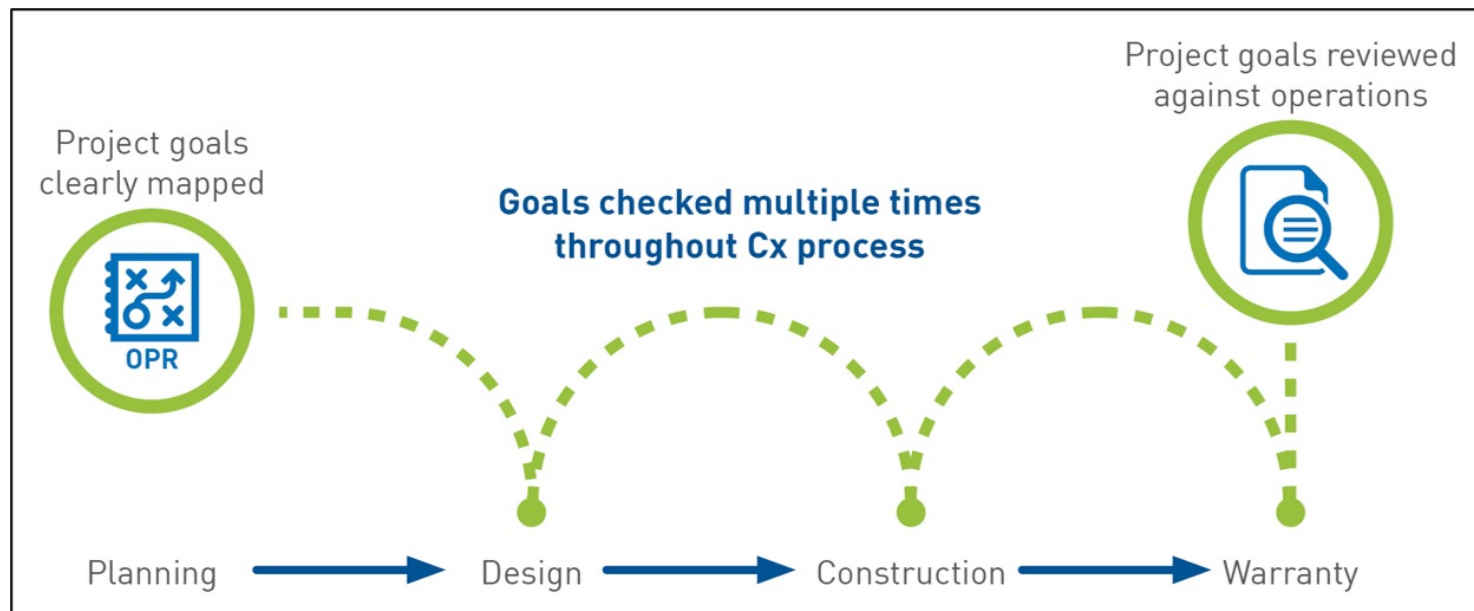 Project goals
clearly mapped
OPR
Goals checked multiple times
throughout Cx process
Project goals reviewed
against operations
Planning
Design
Construction
Warranty